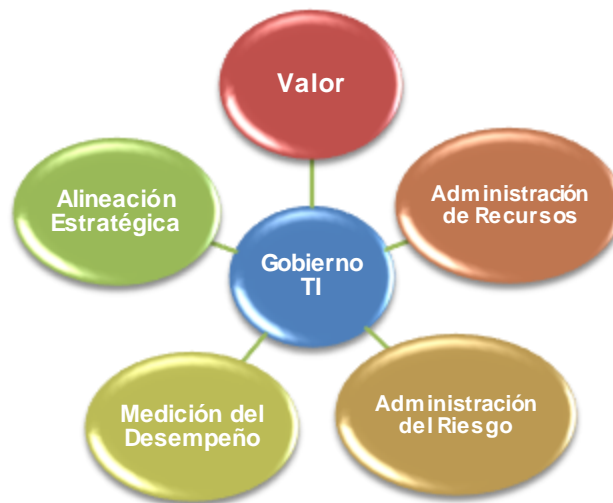 Valor
Alineación
Estratégica
Administración
de Recursos
Gobierno
TI
Medición del
Desempeño
Administración
del Riesgo